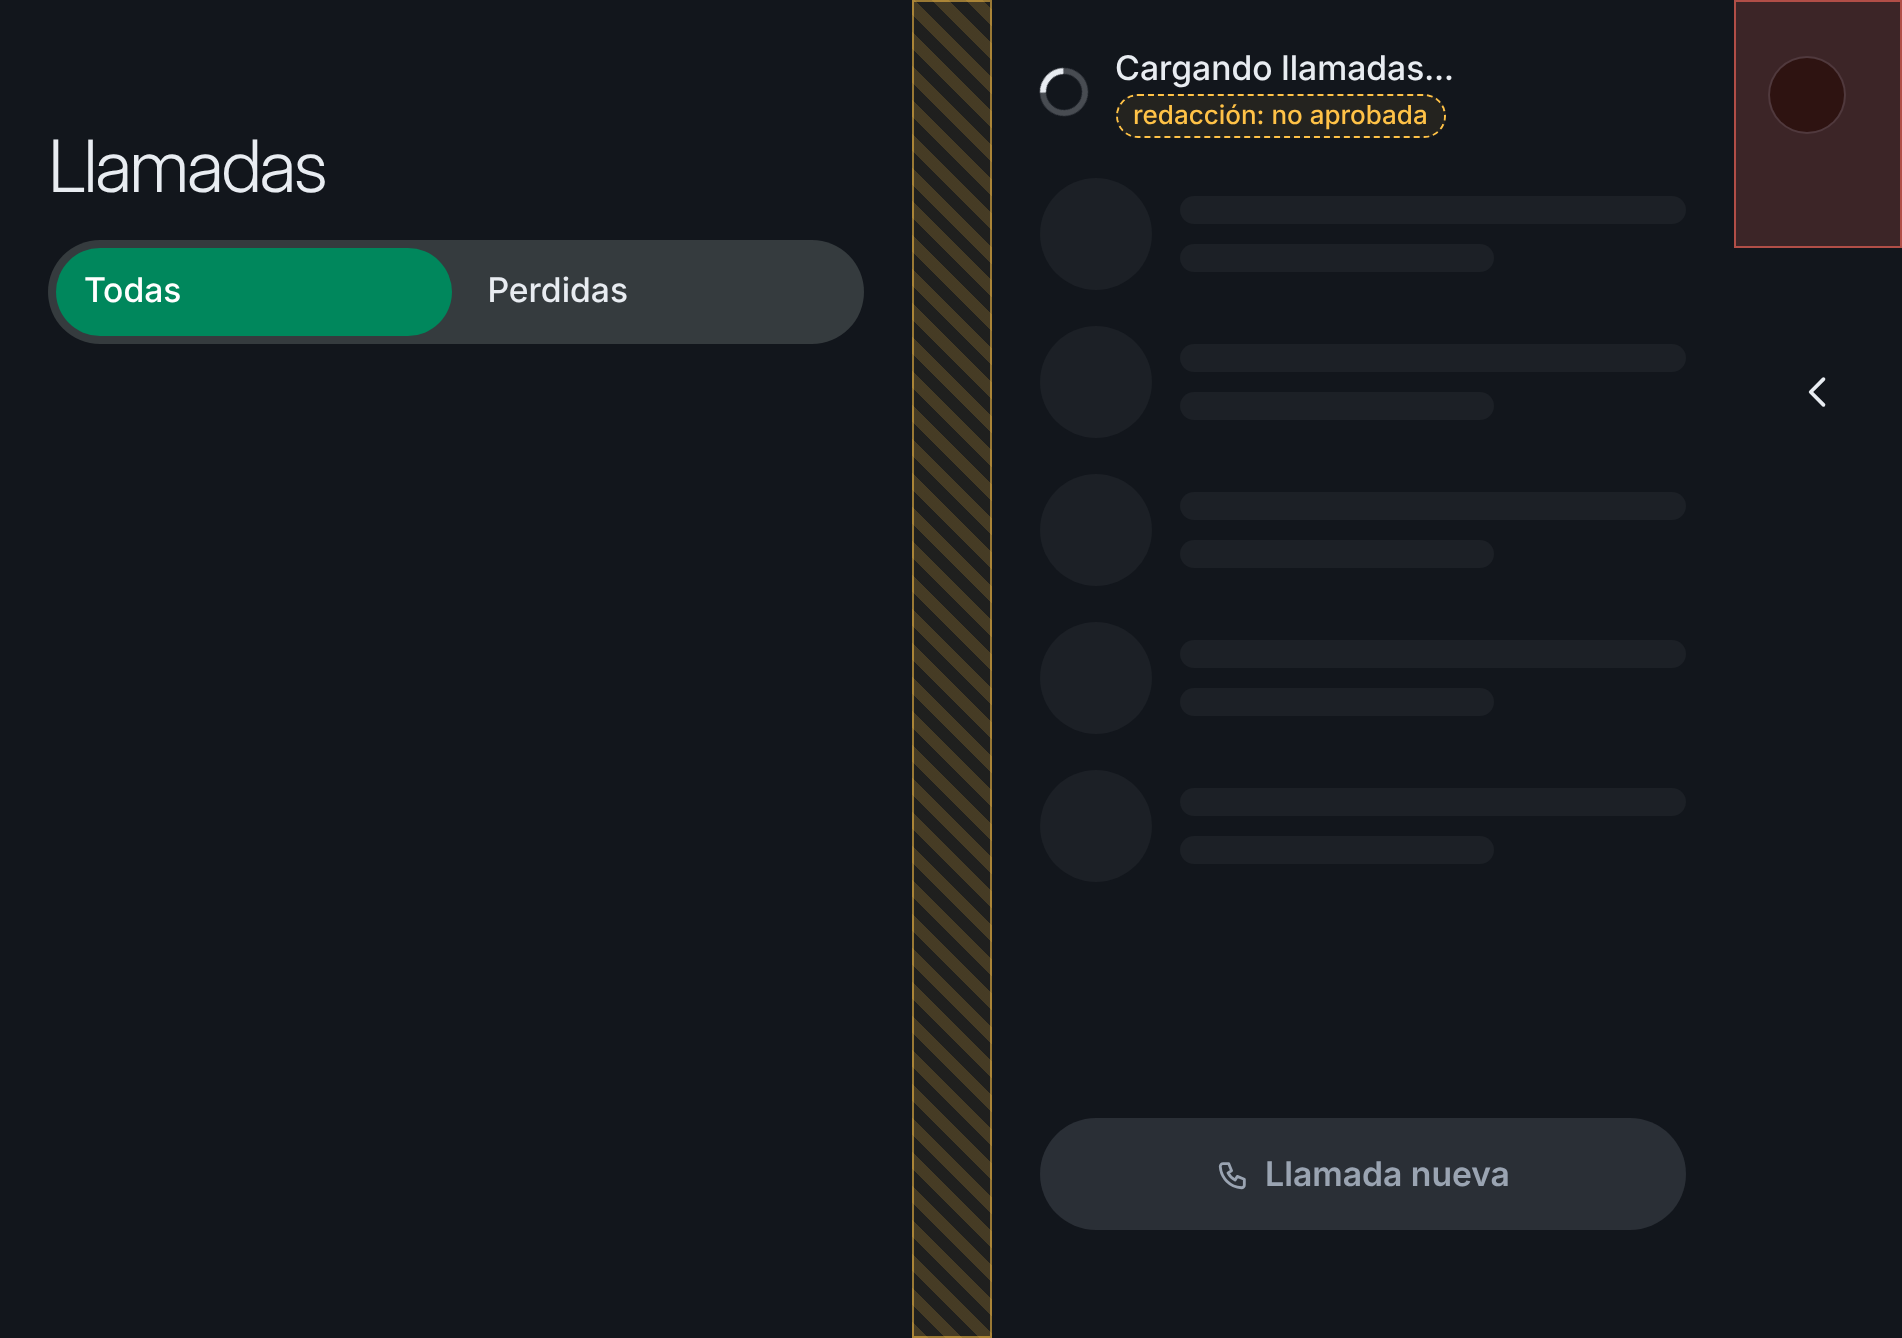 Llamadas
Todas
Perdidas
Cargando llamadas...
redacción: no aprobada
Llamada nueva